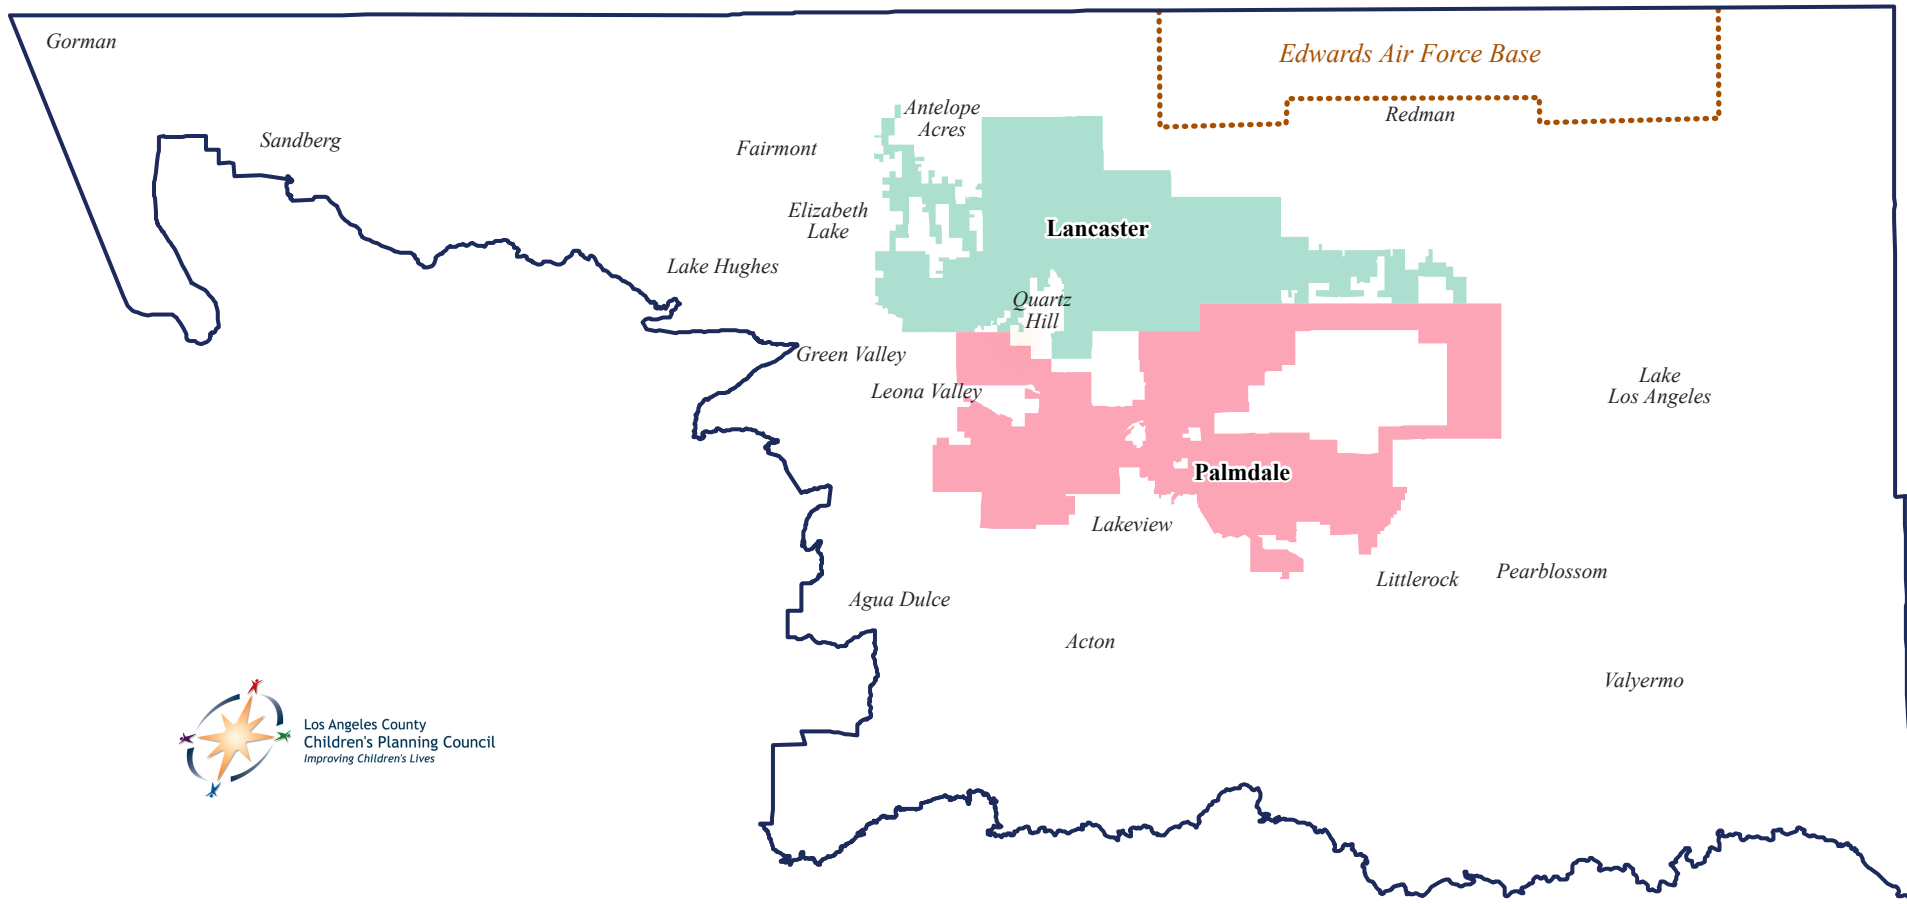 Gorman
Edwards Air Force Base
Antelope
Acres
Redman
Sandberg
Fairmont
Elizabeth
Lake
Lancaster
Lake Hughes
Quartz
Hill
Green Valley
Leona Valley
Lake
Los Angeles
Palmdale
Lakeview
Littlerock
Pearblossom
Agua Dulce
Acton
Valyermo
Los Angeles County
Children's Planning Council
Improving Children's Lives